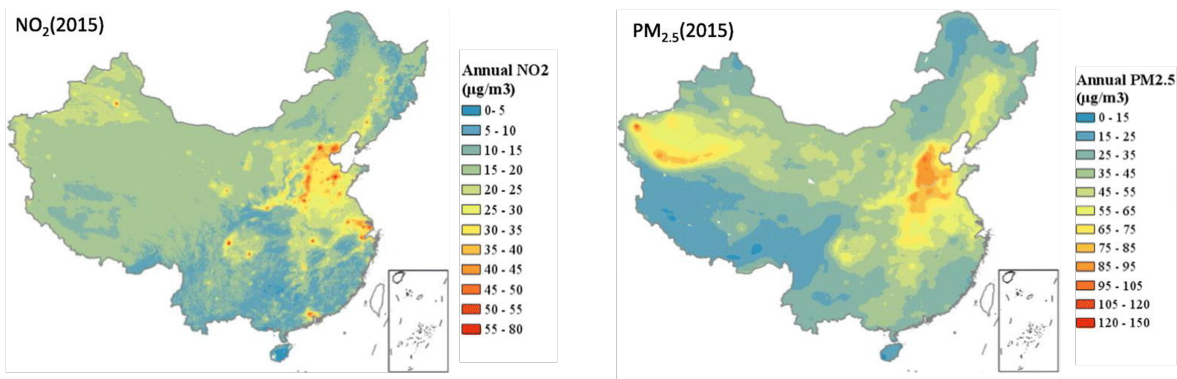 NO₂(2015)
Annual NO2
(μg/m3)
0- 5
5 - 10
10 - 15
15 - 20
20 - 25
25 - 30
30 - 35
35 - 40
40 - 45
45 - 50
50 - 55
55 - 80
PM₂.₅(2015)
Annual PM2.5
(μg/m3)
0 - 15
15 - 25
25 - 35
35 - 45
45 - 55
55 - 65
65 - 75
75 - 85
85 - 95
95 - 105
105 - 120
120 - 150